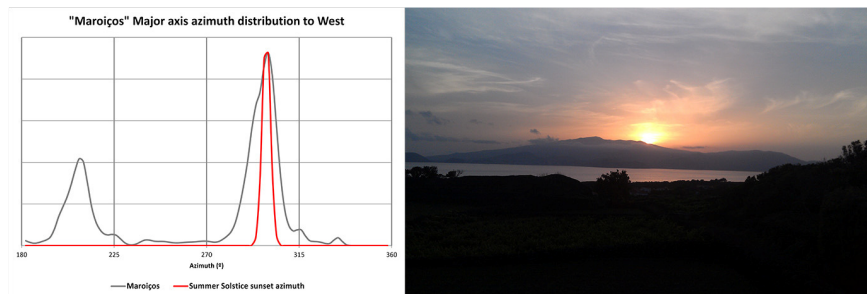 "Maroiços" Major axis azimuth distribution to West
180 225 270 315 360
Azimuth (º)
Maroiços Summer Solstice sunset azimuth